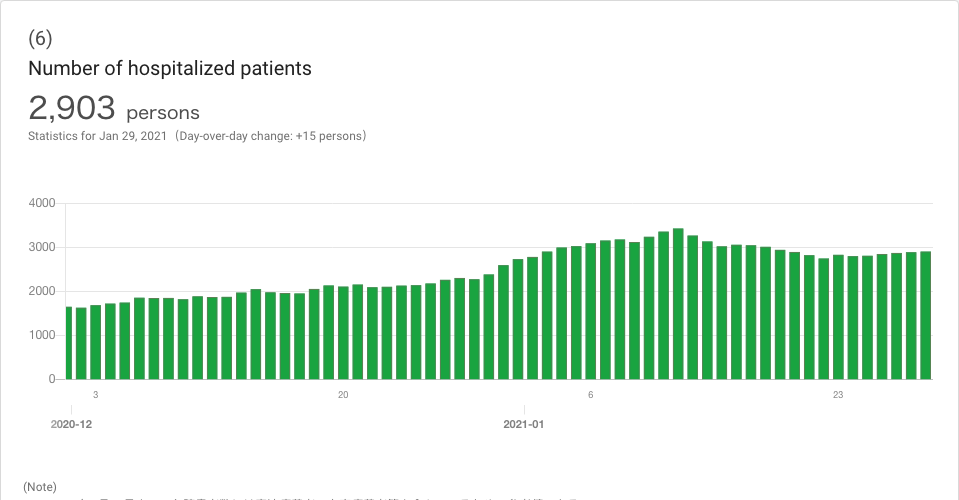 (6)
Number of hospitalized patients
2,903 persons
Statistics for Jan 29, 2021（Day-over-day change: +15 persons）
4000
3000
2000
1000
0
3 20 6 23
2020-12 2021-01
(Note)